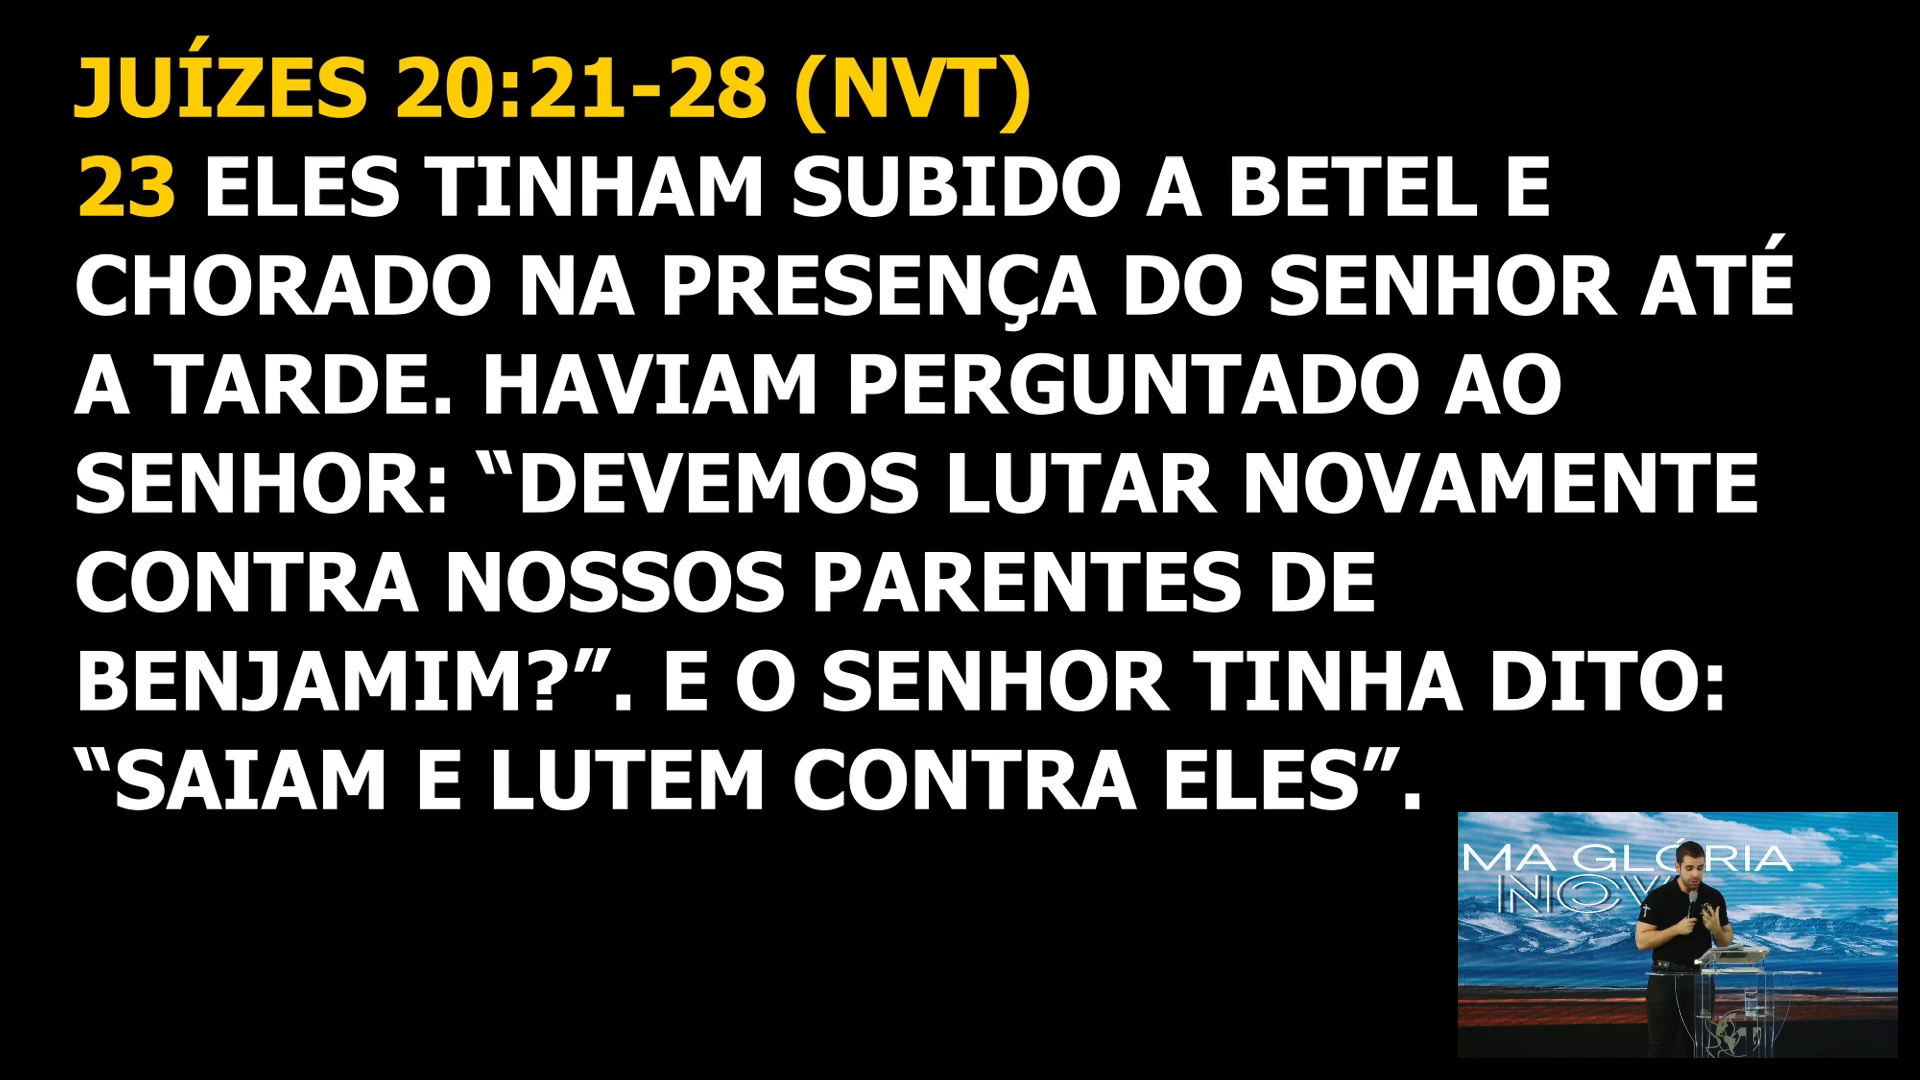 JUÍZES 20:21-28 (NVT)
23 ELES TINHAM SUBIDO A BETEL E
CHORADO NA PRESENÇA DO SENHOR ATÉ
A TARDE. HAVIAM PERGUNTADO AO
SENHOR: “DEVEMOS LUTAR NOVAMENTE
CONTRA NOSSOS PARENTES DE
BENJAMIM?”. E O SENHOR TINHA DITO:
“SAIAM E LUTEM CONTRA ELES”.
MA GLÓRIA